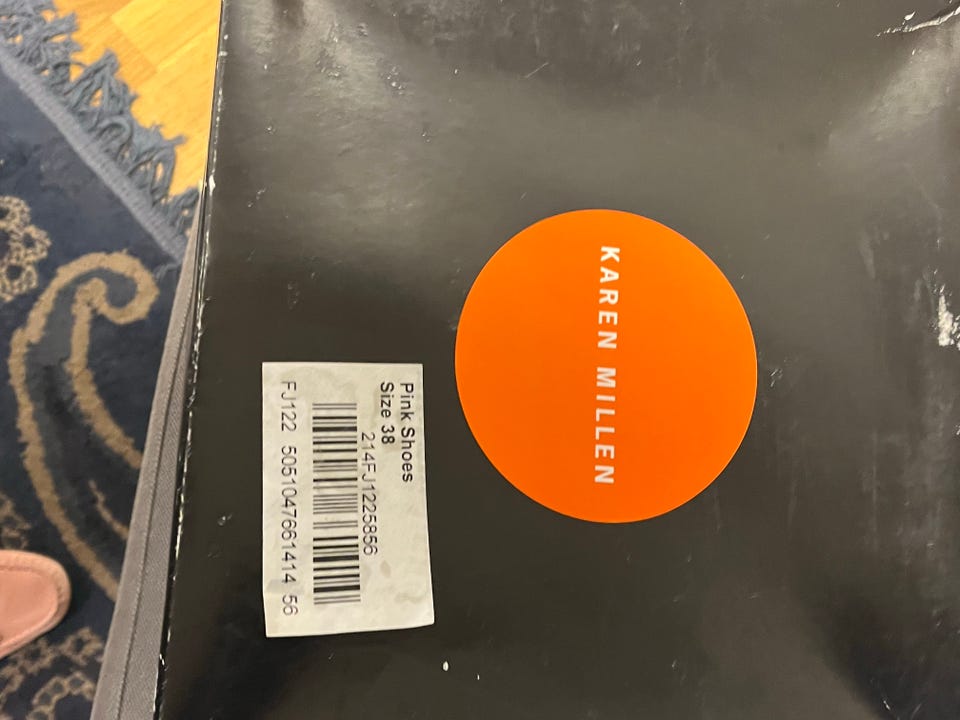 KAREN MILLEN
Pink Shoes
Size 38
214FJ1225856
FJ122 5051047661414 56